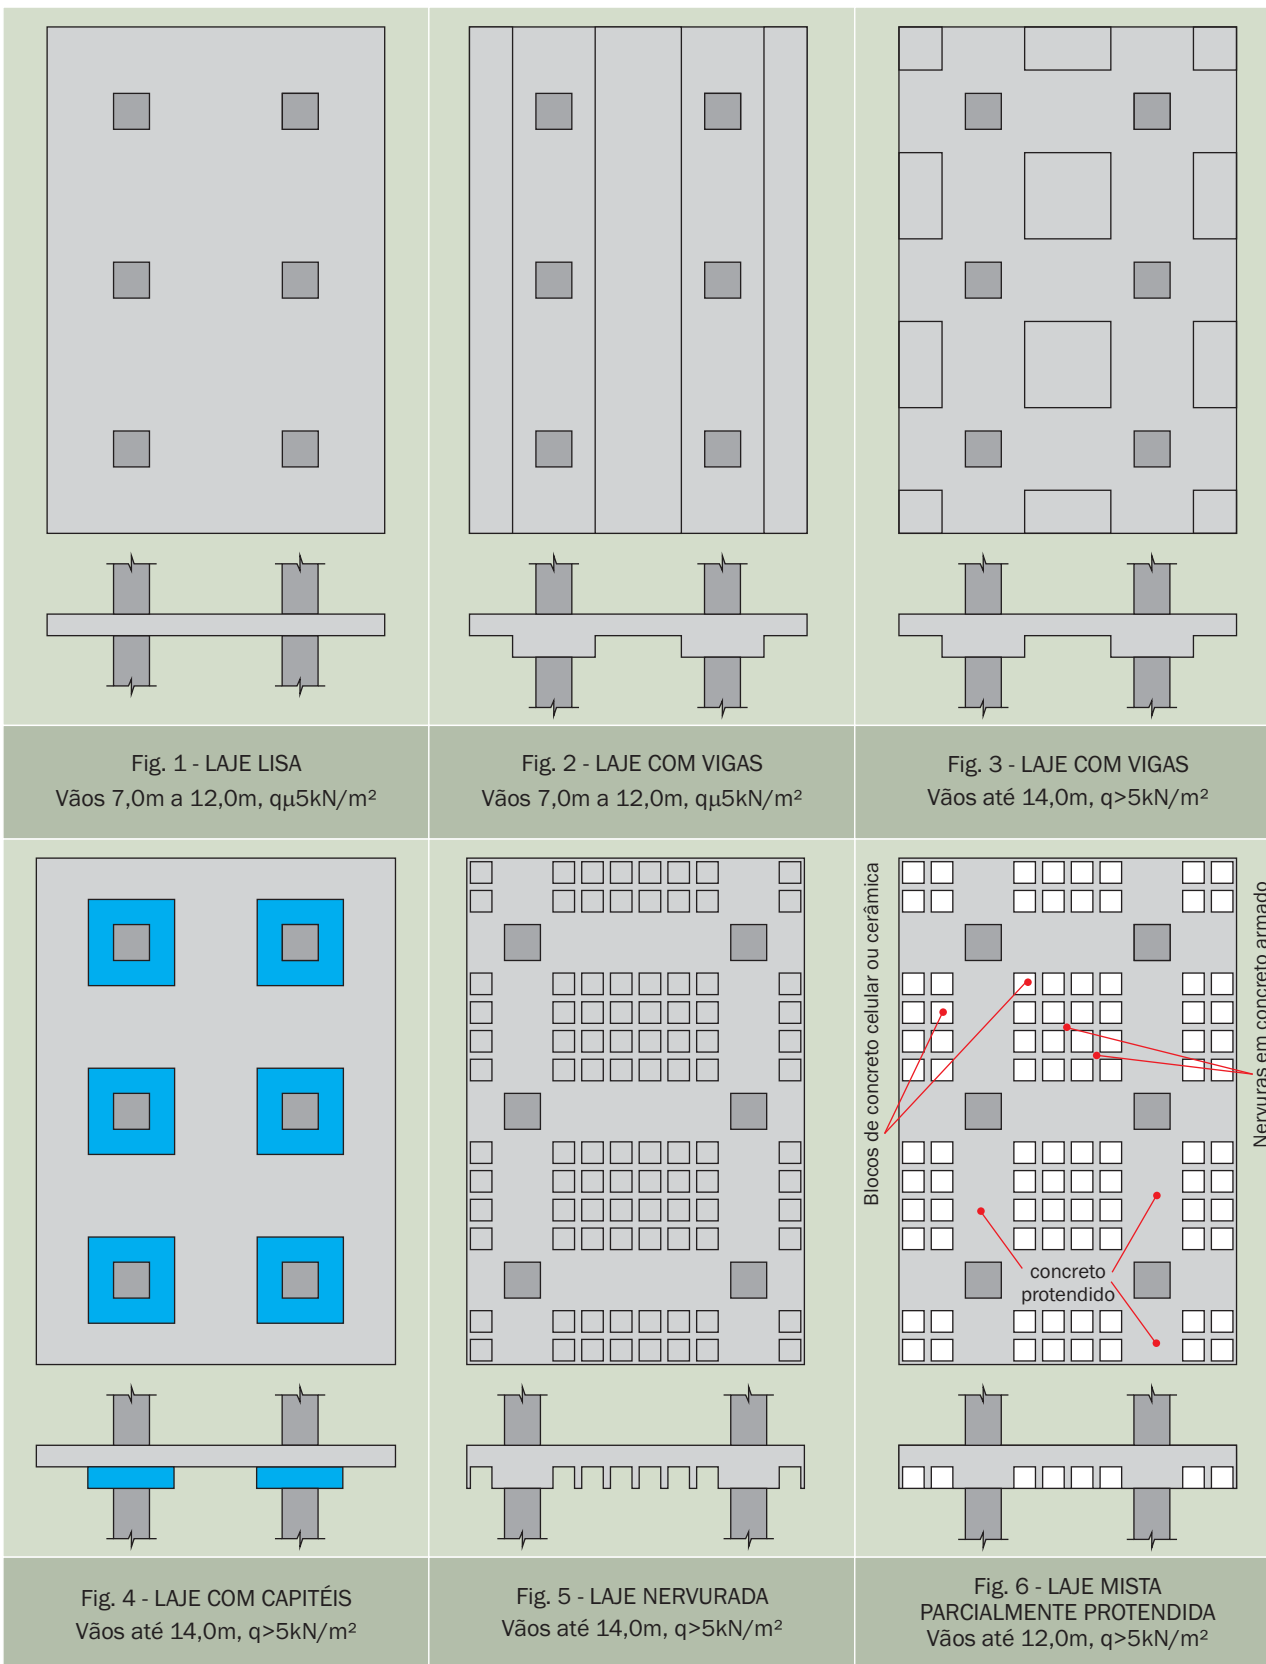 Fig. 1 - LAJE LISA
Vãos 7,0m a 12,0m, qµ5kN/m²
Fig. 2 - LAJE COM VIGAS
Vãos 7,0m a 12,0m, qµ5kN/m²
Fig. 3 - LAJE COM VIGAS
Vãos até 14,0m, q>5kN/m²
Blocos de concreto celular ou cerâmica
Nervuras em concreto armado
concreto
protendido
Fig. 4 - LAJE COM CAPITÉIS
Vãos até 14,0m, q>5kN/m²
Fig. 5 - LAJE NERVURADA
Vãos até 14,0m, q>5kN/m²
Fig. 6 - LAJE MISTA
PARCIALMENTE PROTENDIDA
Vãos até 12,0m, q>5kN/m²